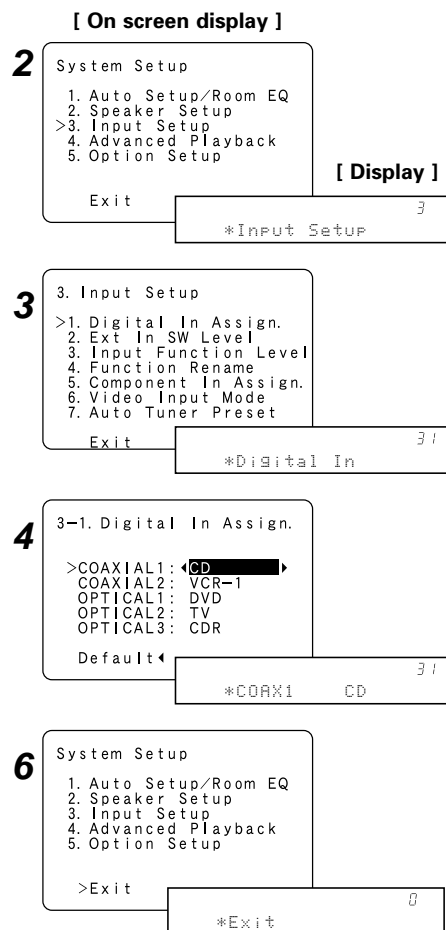 [ On screen display ]
2
System Setup
1. Auto Setup/Room EQ
2. Speaker Setup
>3. Input Setup
4. Advanced Playback
5. Option Setup
Exit
[ Display ]
3
*Input Setup
3
3. Input Setup
>1. Digital In Assign.
2. Ext In SW Level
3. Input Function Level
4. Function Rename
5. Component In Assign.
6. Video Input Mode
7. Auto Tuner Preset
Exit
31
*Digital In
4
3-1. Digital In Assign.
>COAXIAL1: CD
COAXIAL2: VCR-1
OPTICAL1: DVD
OPTICAL2: TV
OPTICAL3: CDR
Default
31
*COAX1 CD
6
System Setup
1. Auto Setup/Room EQ
2. Speaker Setup
3. Input Setup
4. Advanced Playback
5. Option Setup
>Exit
0
*Exit